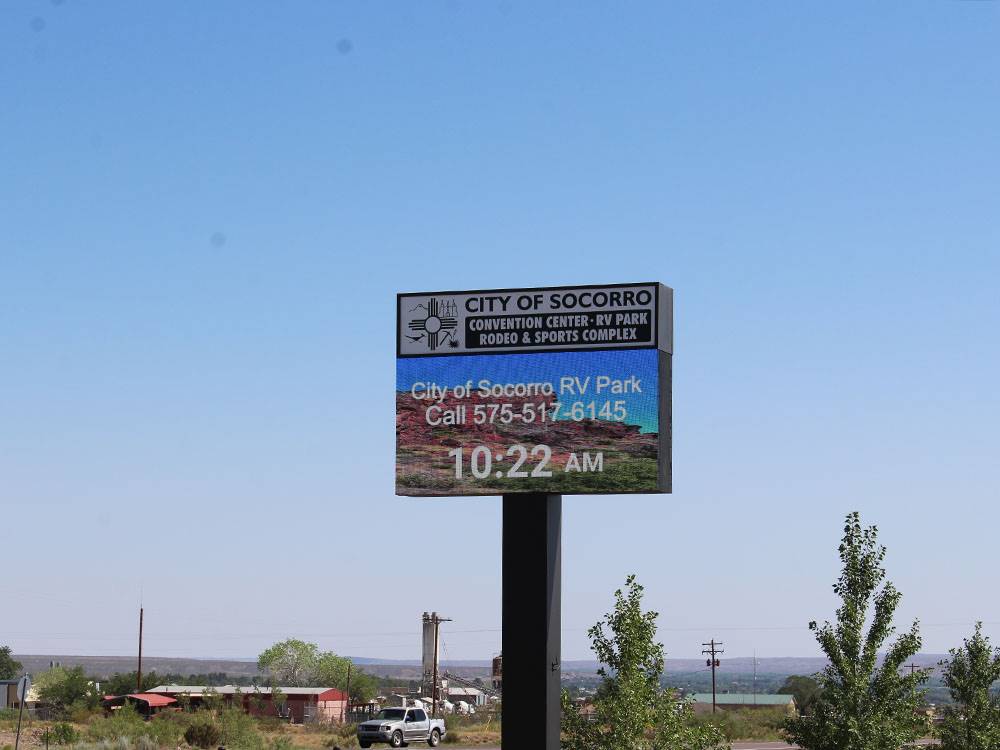 CITY OF SOCORRO
CONVENTION CENTER · RV PARK
RODEO & SPORTS COMPLEX
City of Socorro RV Park
Call 575-517-6145
10:22 AM